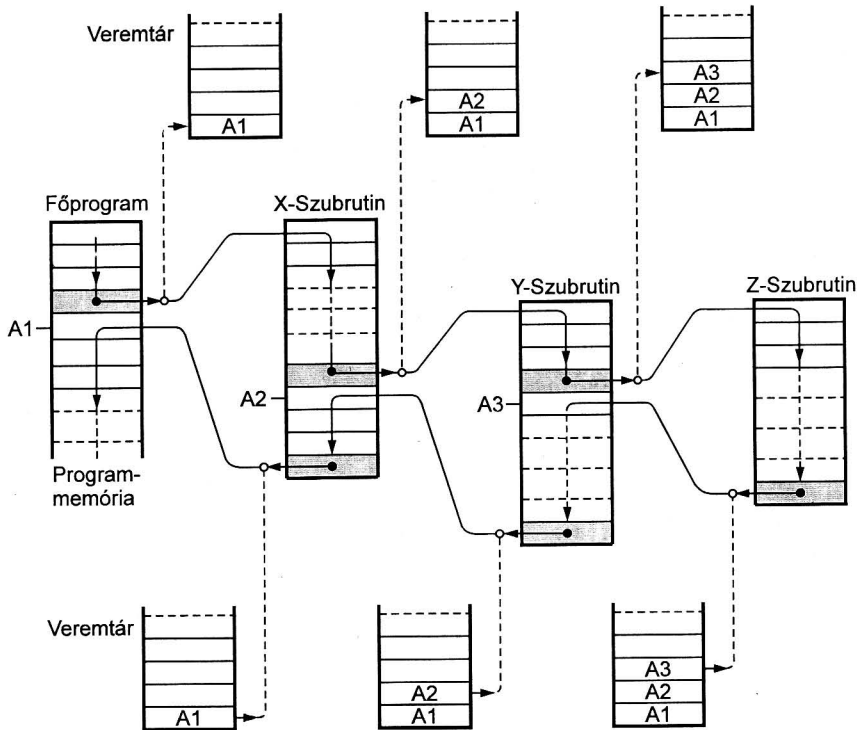 Veremtár
A1
A2
A1
A3
A2
A1
Főprogram
X-Szubrutin
Y-Szubrutin
Z-Szubrutin
A1
A2
A3
Program-
memória
Veremtár
A1
A2
A1
A3
A2
A1